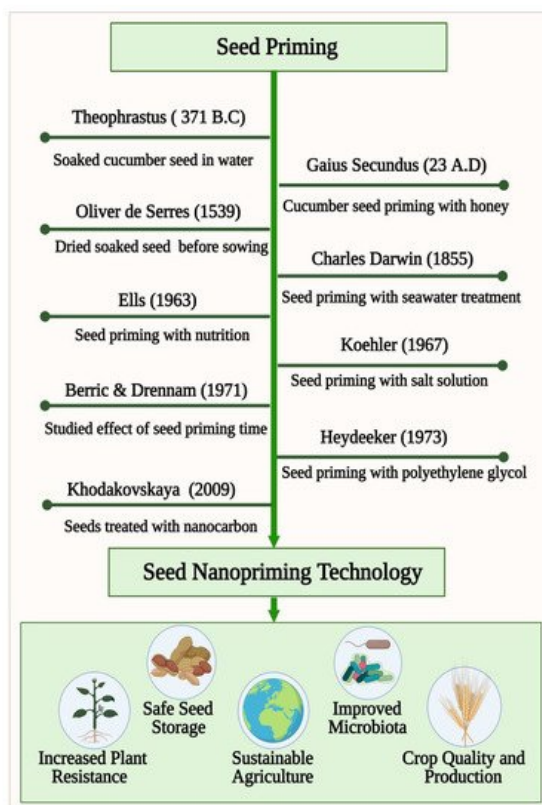 Seed Priming
Theophrastus ( 371 B.C)
Soaked cucumber seed in water
Gaius Secundus (23 A.D)
Cucumber seed priming with honey
Oliver de Serres (1539)
Dried soaked seed before sowing
Charles Darwin (1855)
Seed priming with seawater treatment
Ells (1963)
Seed priming with nutrition
Koehler (1967)
Seed priming with salt solution
Berric & Drennam (1971)
Studied effect of seed priming time
Heydeeker (1973)
Seed priming with polyethylene glycol
Khodakovskaya (2009)
Seeds treated with nanocarbon
Seed Nanopriming Technology
Increased Plant
Resistance
Safe Seed
Storage
Sustainable
Agriculture
Improved
Microbiota
Crop Quality and
Production